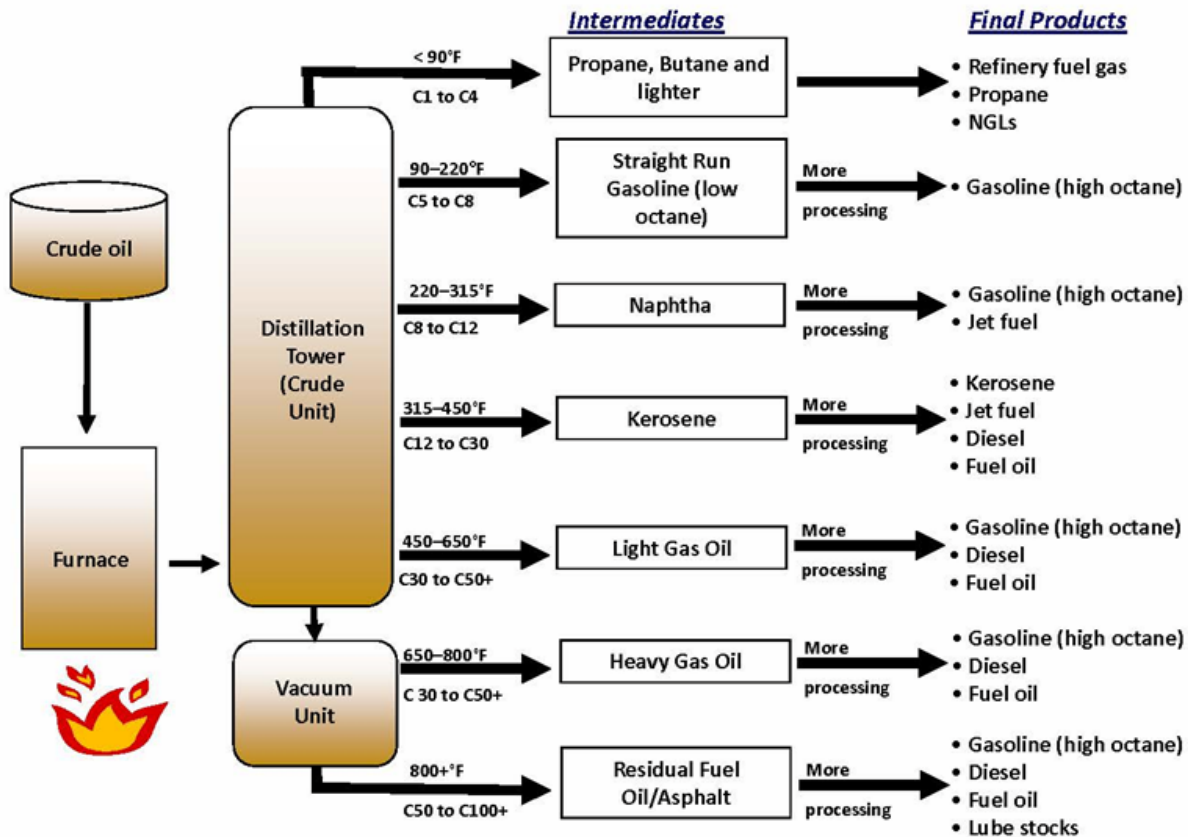 Intermediates
Final Products
< 90°F
C1 to C4
Propane, Butane and
lighter
• Refinery fuel gas
• Propane
• NGLs
90–220°F
C5 to C8
Straight Run
Gasoline (low
octane)
More
processing
• Gasoline (high octane)
Crude oil
220–315°F
C8 to C12
Naphtha
More
processing
• Gasoline (high octane)
• Jet fuel
Distillation
Tower
(Crude
Unit)
315–450°F
C12 to C30
Kerosene
More
processing
• Kerosene
• Jet fuel
• Diesel
• Fuel oil
Furnace
450–650°F
C30 to C50+
Light Gas Oil
More
processing
• Gasoline (high octane)
• Diesel
• Fuel oil
Vacuum
Unit
650–800°F
C 30 to C50+
Heavy Gas Oil
More
processing
• Gasoline (high octane)
• Diesel
• Fuel oil
800+°F
C50 to C100+
Residual Fuel
Oil/Asphalt
More
processing
• Gasoline (high octane)
• Diesel
• Fuel oil
• Lube stocks